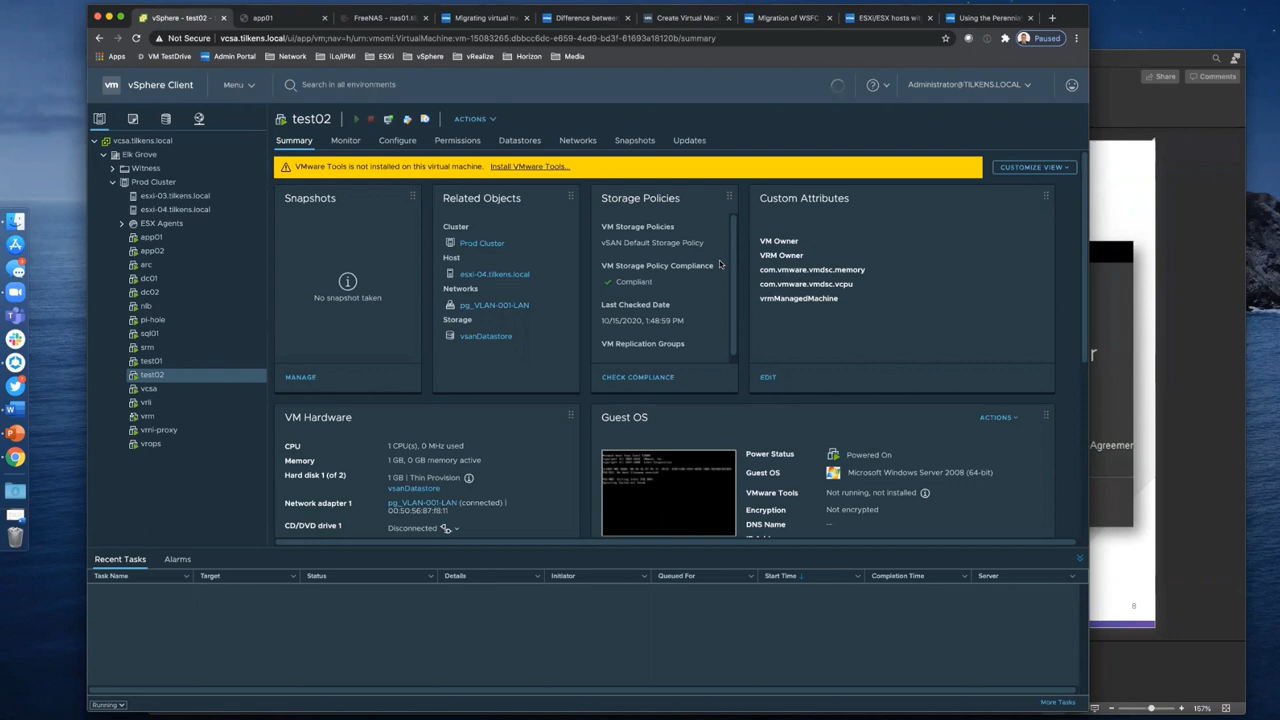 vSphere - test02 -
app01
FreeNAS - nas01.til
Migrating virtual m
Difference between
Create Virtual Mac
Migration of WSFC
ESXi/ESX hosts wit
Using the Perennia
Not Secure
vcsa.tilkens.local/ui/app/vm;nav=h/urn:vmomi:VirtualMachine:vm-15083265:dbbcc6dc-e659-4ed9-bd3f-61693a18120b/summary
Paused
Apps
VM TestDrive
Admin Portal
Network
iLo/IPMI
ESXi
vSphere
vRealize
Horizon
Media
Share
Comments
vm
vSphere Client
Menu
Search in all environments
Administrator@TILKENS.LOCAL
vcsa.tilkens.local
Elk Grove
Witness
Prod Cluster
esxi-03.tilkens.local
esxi-04.tilkens.local
ESX Agents
app01
app02
arc
dc01
dc02
nlb
pi-hole
sql01
srm
test01
test02
vcsa
vrli
vrm
vrni-proxy
vrops
test02
ACTIONS
Summary
Monitor
Configure
Permissions
Datastores
Networks
Snapshots
Updates
VMware Tools is not installed on this virtual machine.
Install VMware Tools...
CUSTOMIZE VIEW
Snapshots
No snapshot taken
MANAGE
Related Objects
Cluster
Prod Cluster
Host
esxi-04.tilkens.local
Networks
pg_VLAN-001-LAN
Storage
vsanDatastore
Storage Policies
VM Storage Policies
vSAN Default Storage Policy
VM Storage Policy Compliance
Compliant
Last Checked Date
10/15/2020, 1:48:59 PM
VM Replication Groups
CHECK COMPLIANCE
Custom Attributes
VM Owner
VRM Owner
com.vmware.vmdsc.memory
com.vmware.vmdsc.vcpu
vrmManagedMachine
EDIT
VM Hardware
CPU
1 CPU(s), 0 MHz used
Memory
1 GB, 0 GB memory active
Hard disk 1 (of 2)
1 GB | Thin Provision
vsanDatastore
Network adapter 1
pg_VLAN-001-LAN (connected) |
00:50:56:87:f8:11
CD/DVD drive 1
Disconnected
Guest OS
ACTIONS
Power Status
Powered On
Guest OS
Microsoft Windows Server 2008 (64-bit)
VMware Tools
Not running, not installed
Encryption
Not encrypted
DNS Name
--
r
Agreemen
8
Recent Tasks
Alarms
Task Name
Target
Status
Details
Initiator
Queued For
Start Time
Completion Time
Server
Running
More Tasks
157%